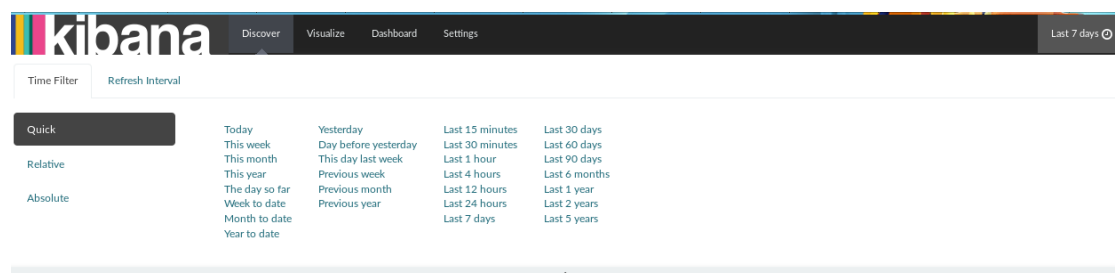 kibana Discover Visualize Dashboard Settings Last 7 days
Time Filter Refresh Interval
Quick
Relative
Absolute
Today
This week
This month
This year
The day so far
Week to date
Month to date
Year to date
Yesterday
Day before yesterday
This day last week
Previous week
Previous month
Previous year
Last 15 minutes
Last 30 minutes
Last 1 hour
Last 4 hours
Last 12 hours
Last 24 hours
Last 7 days
Last 30 days
Last 60 days
Last 90 days
Last 6 months
Last 1 year
Last 2 years
Last 5 years